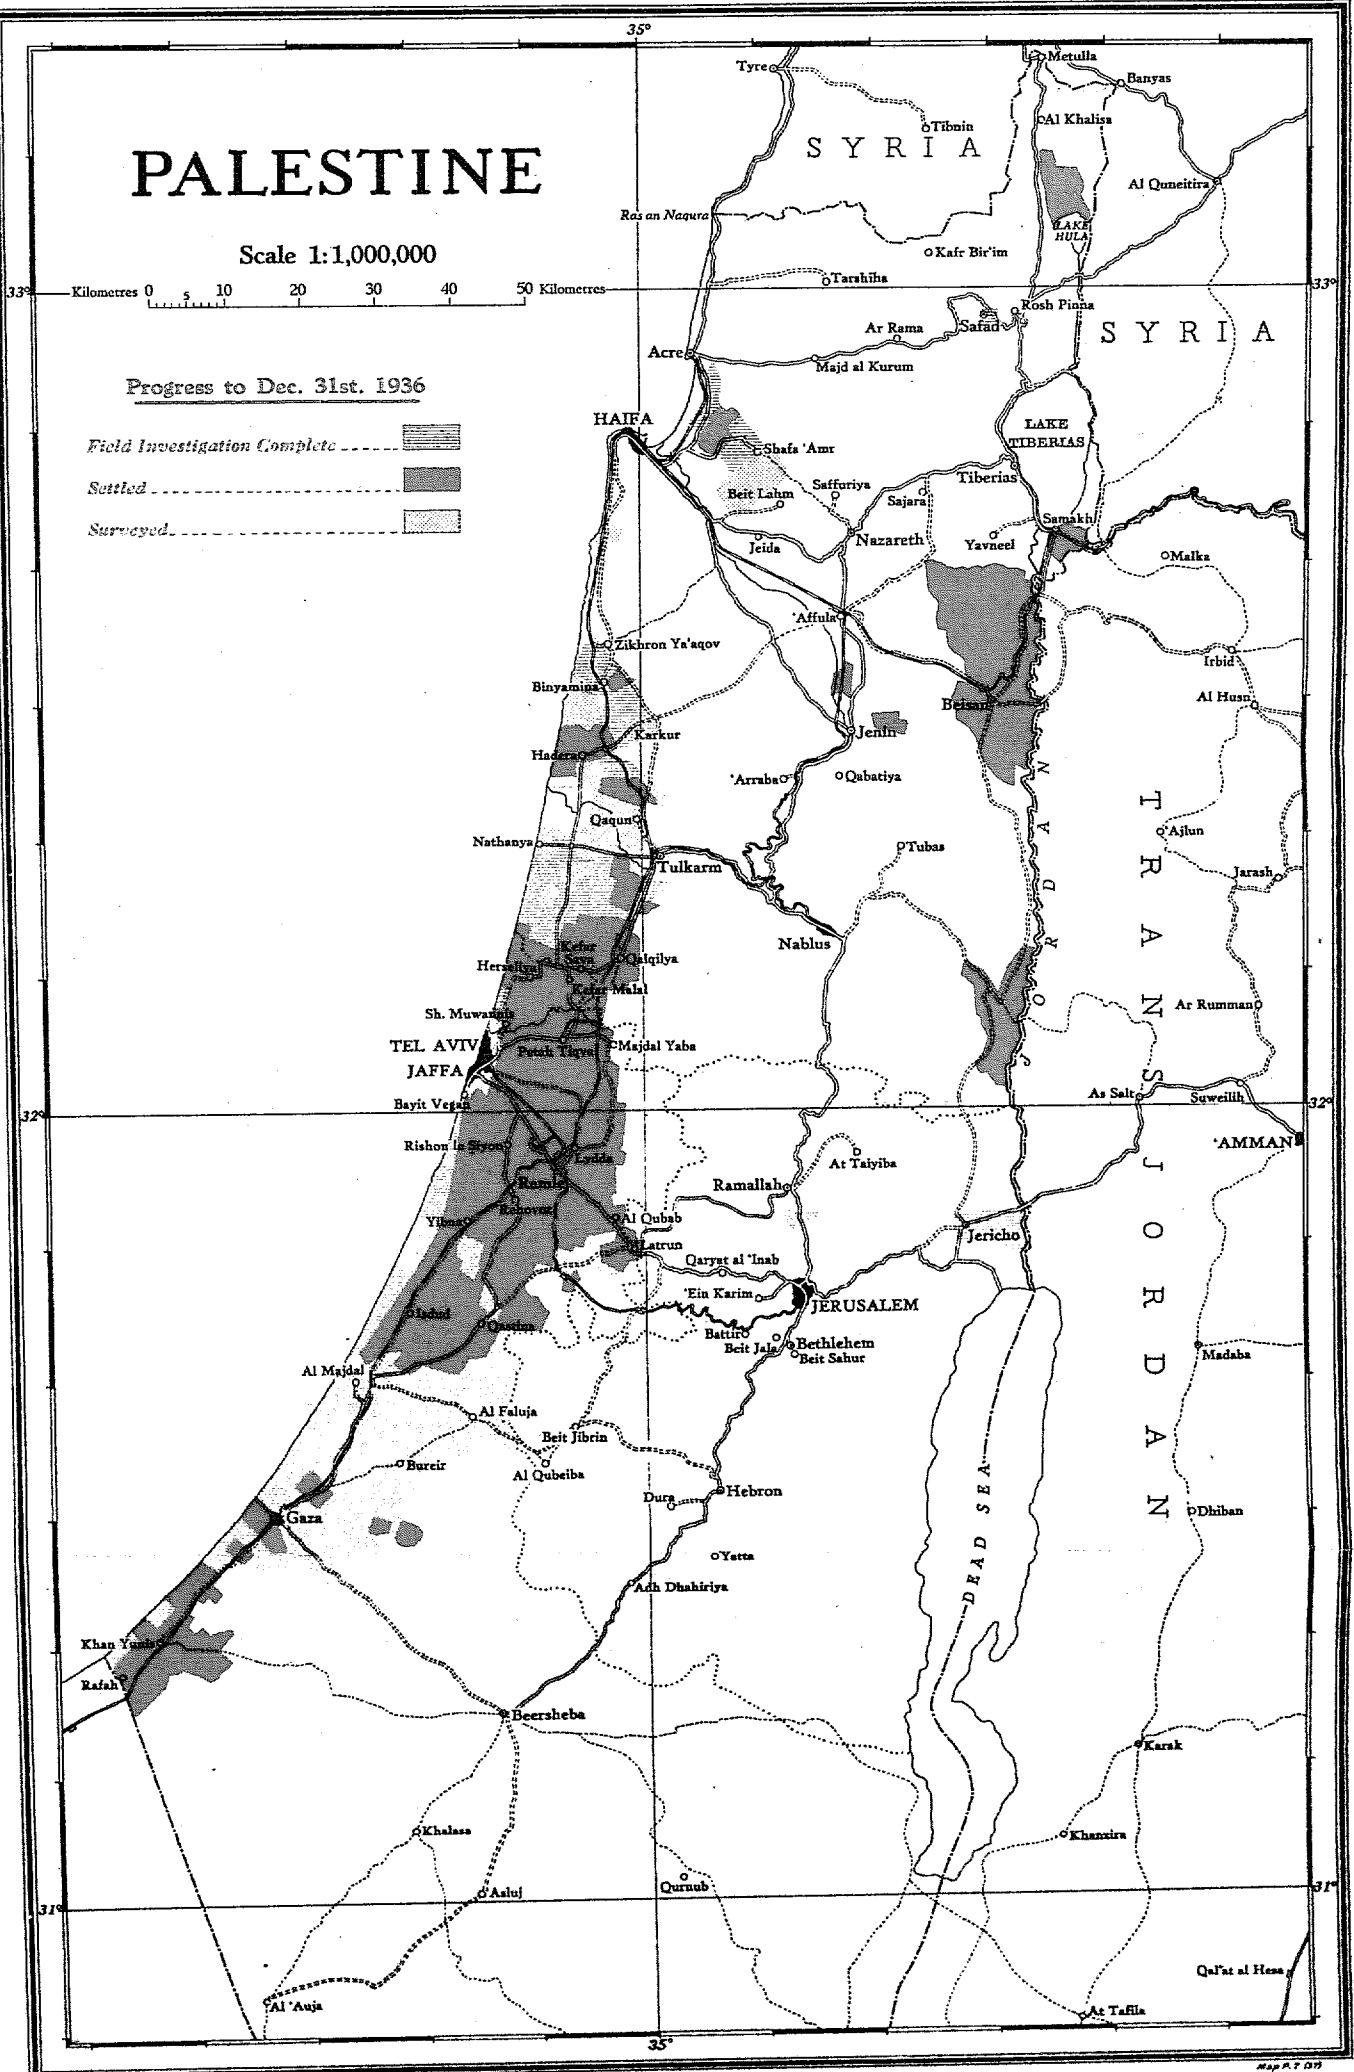 35°
Tyre
Metulla
Banyas
Tibnin
Al Khalisa
SYRIA
PALESTINE
Al Quneitira
Ras an Naqura
LAKE
HULA
Scale 1:1,000,000
Kafr Bir'im
Tarshiha
33°
Kilometres 0 5 10 20 30 40 50 Kilometres
33°
Rosh Pinna
Safad
Ar Rama
SYRIA
Acre
Majd al Kurum
Progress to Dec. 31st. 1936
HAIFA
LAKE
TIBERIAS
Field Investigation Complete
Shafa 'Amr
Tiberias
Settled
Saffuriya
Beit Lahm
Sajara
Samakh
Surveyed
Nazareth
Jeida
Yavneel
Malka
'Affula
Zikhron Ya'aqov
Irbid
Binyamina
Al Husn
Beisan
Karkur
Jenin
Hadera
'Arraba
Qabatiya
Qaqun
'Ajlun
Nathanya
Tubas
Tulkarm
Jarash
Nablus
Kefar
Sava
Herseliya
Qalqilya
Kefar Malal
Ar Rumman
Sh. Muwannis
TEL AVIV
Petah Tiqva
Majdal Yaba
JAFFA
JORDAN
TRANS JORDAN
As Salt
Suweilih
Bayit Vegan
32°
32°
'AMMAN
Rishon le Siyon
Lydda
At Taiyiba
Ramle
Ramallah
Rehovot
Yibna
Al Qubab
Jericho
Latrun
Qaryat al 'Inab
'Ein Karim
JERUSALEM
Isdud
Qastina
Battir
Beit Jala
Bethlehem
Beit Sahur
Madaba
Al Majdal
Al Faluja
Beit Jibrin
Bureir
Al Qubeiba
Hebron
Dura
DEAD SEA
Dhiban
Gaza
Yatta
Adh Dhahiriya
Khan Yunis
Rafah
Beersheba
Karak
Khalasa
Khanzira
Qurnub
Asluj
31°
31°
Qal'at al Hesa
Al 'Auja
At Tafila
35°